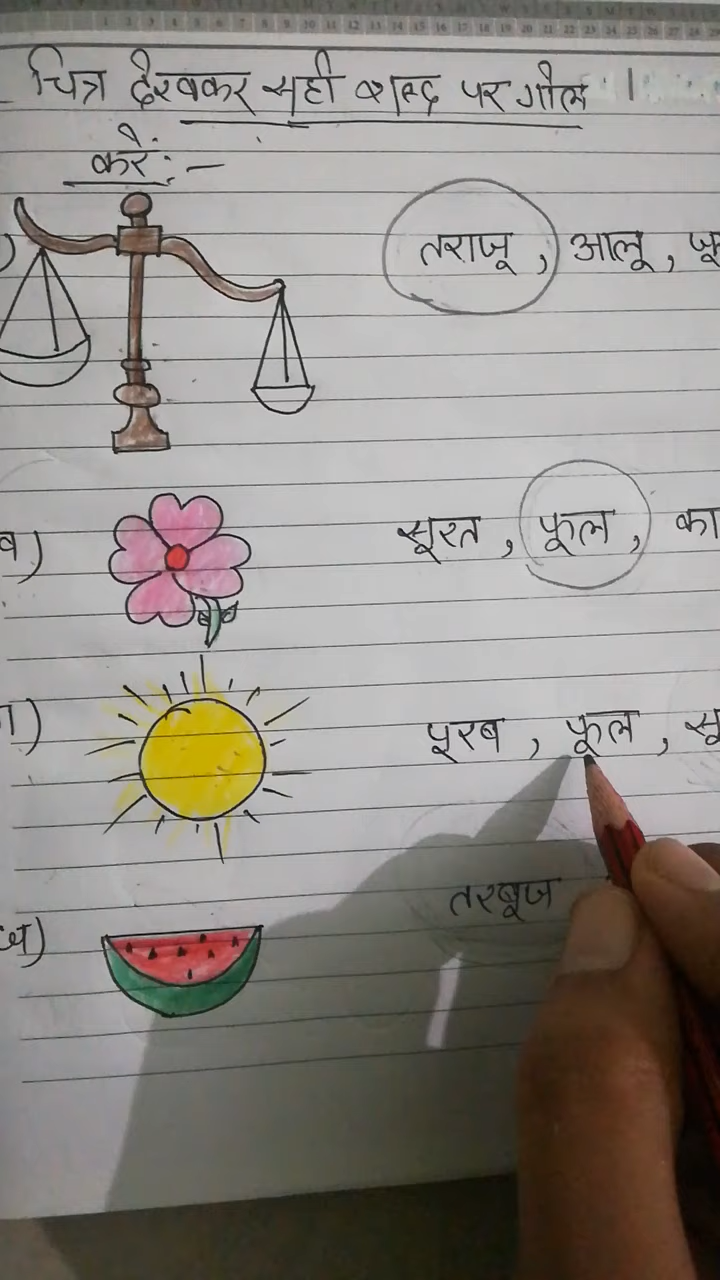 चित्र देखकर सही शब्द पर गोल
करें:-
तराजू, आलू,
ब)
सूरत, फूल, का
पूरब, फूल, सू
तरबूज